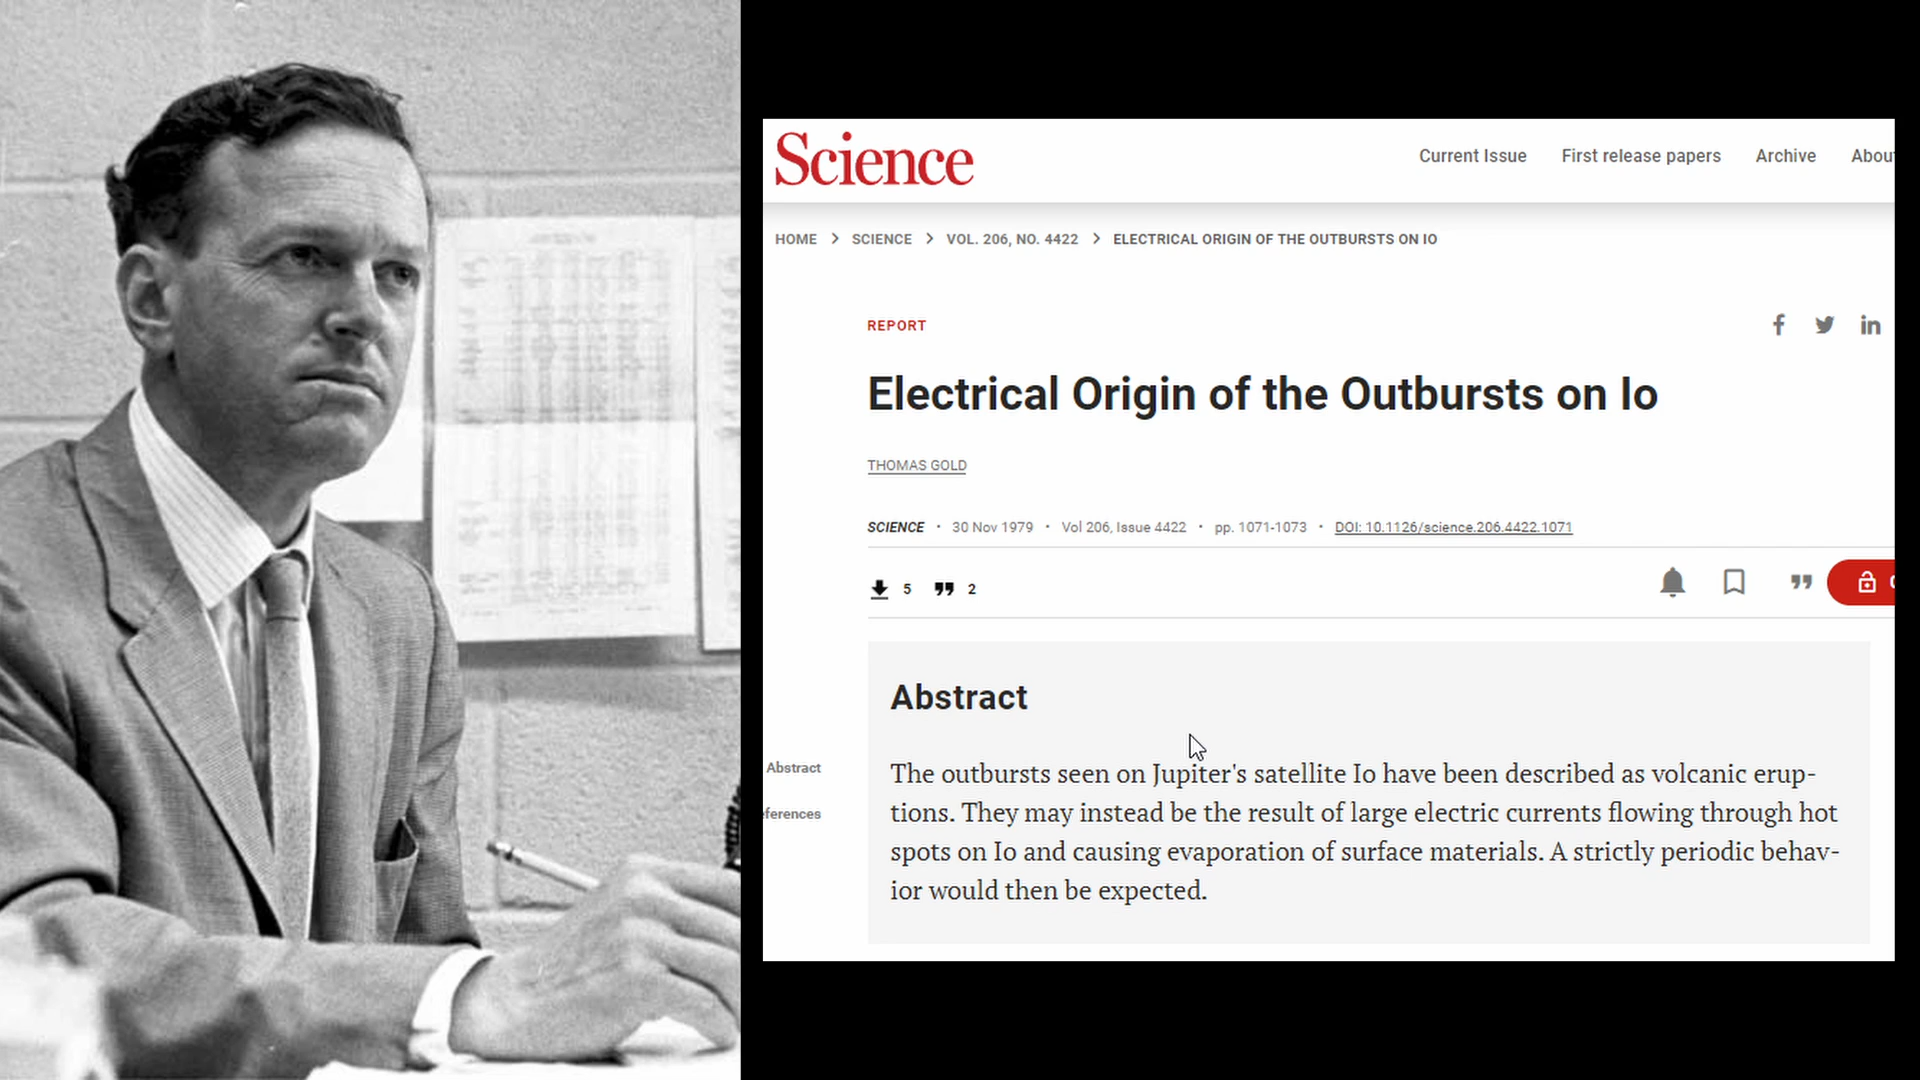 Science
Current Issue First release papers Archive Abou
HOME > SCIENCE > VOL. 206, NO. 4422 > ELECTRICAL ORIGIN OF THE OUTBURSTS ON IO
REPORT
Electrical Origin of the Outbursts on Io
THOMAS GOLD
SCIENCE • 30 Nov 1979 • Vol 206, Issue 4422 • pp. 1071-1073 • DOI: 10.1126/science.206.4422.1071
5 2
Abstract
The outbursts seen on Jupiter's satellite Io have been described as volcanic erup-
tions. They may instead be the result of large electric currents flowing through hot
spots on Io and causing evaporation of surface materials. A strictly periodic behav-
ior would then be expected.
Abstract
eferences